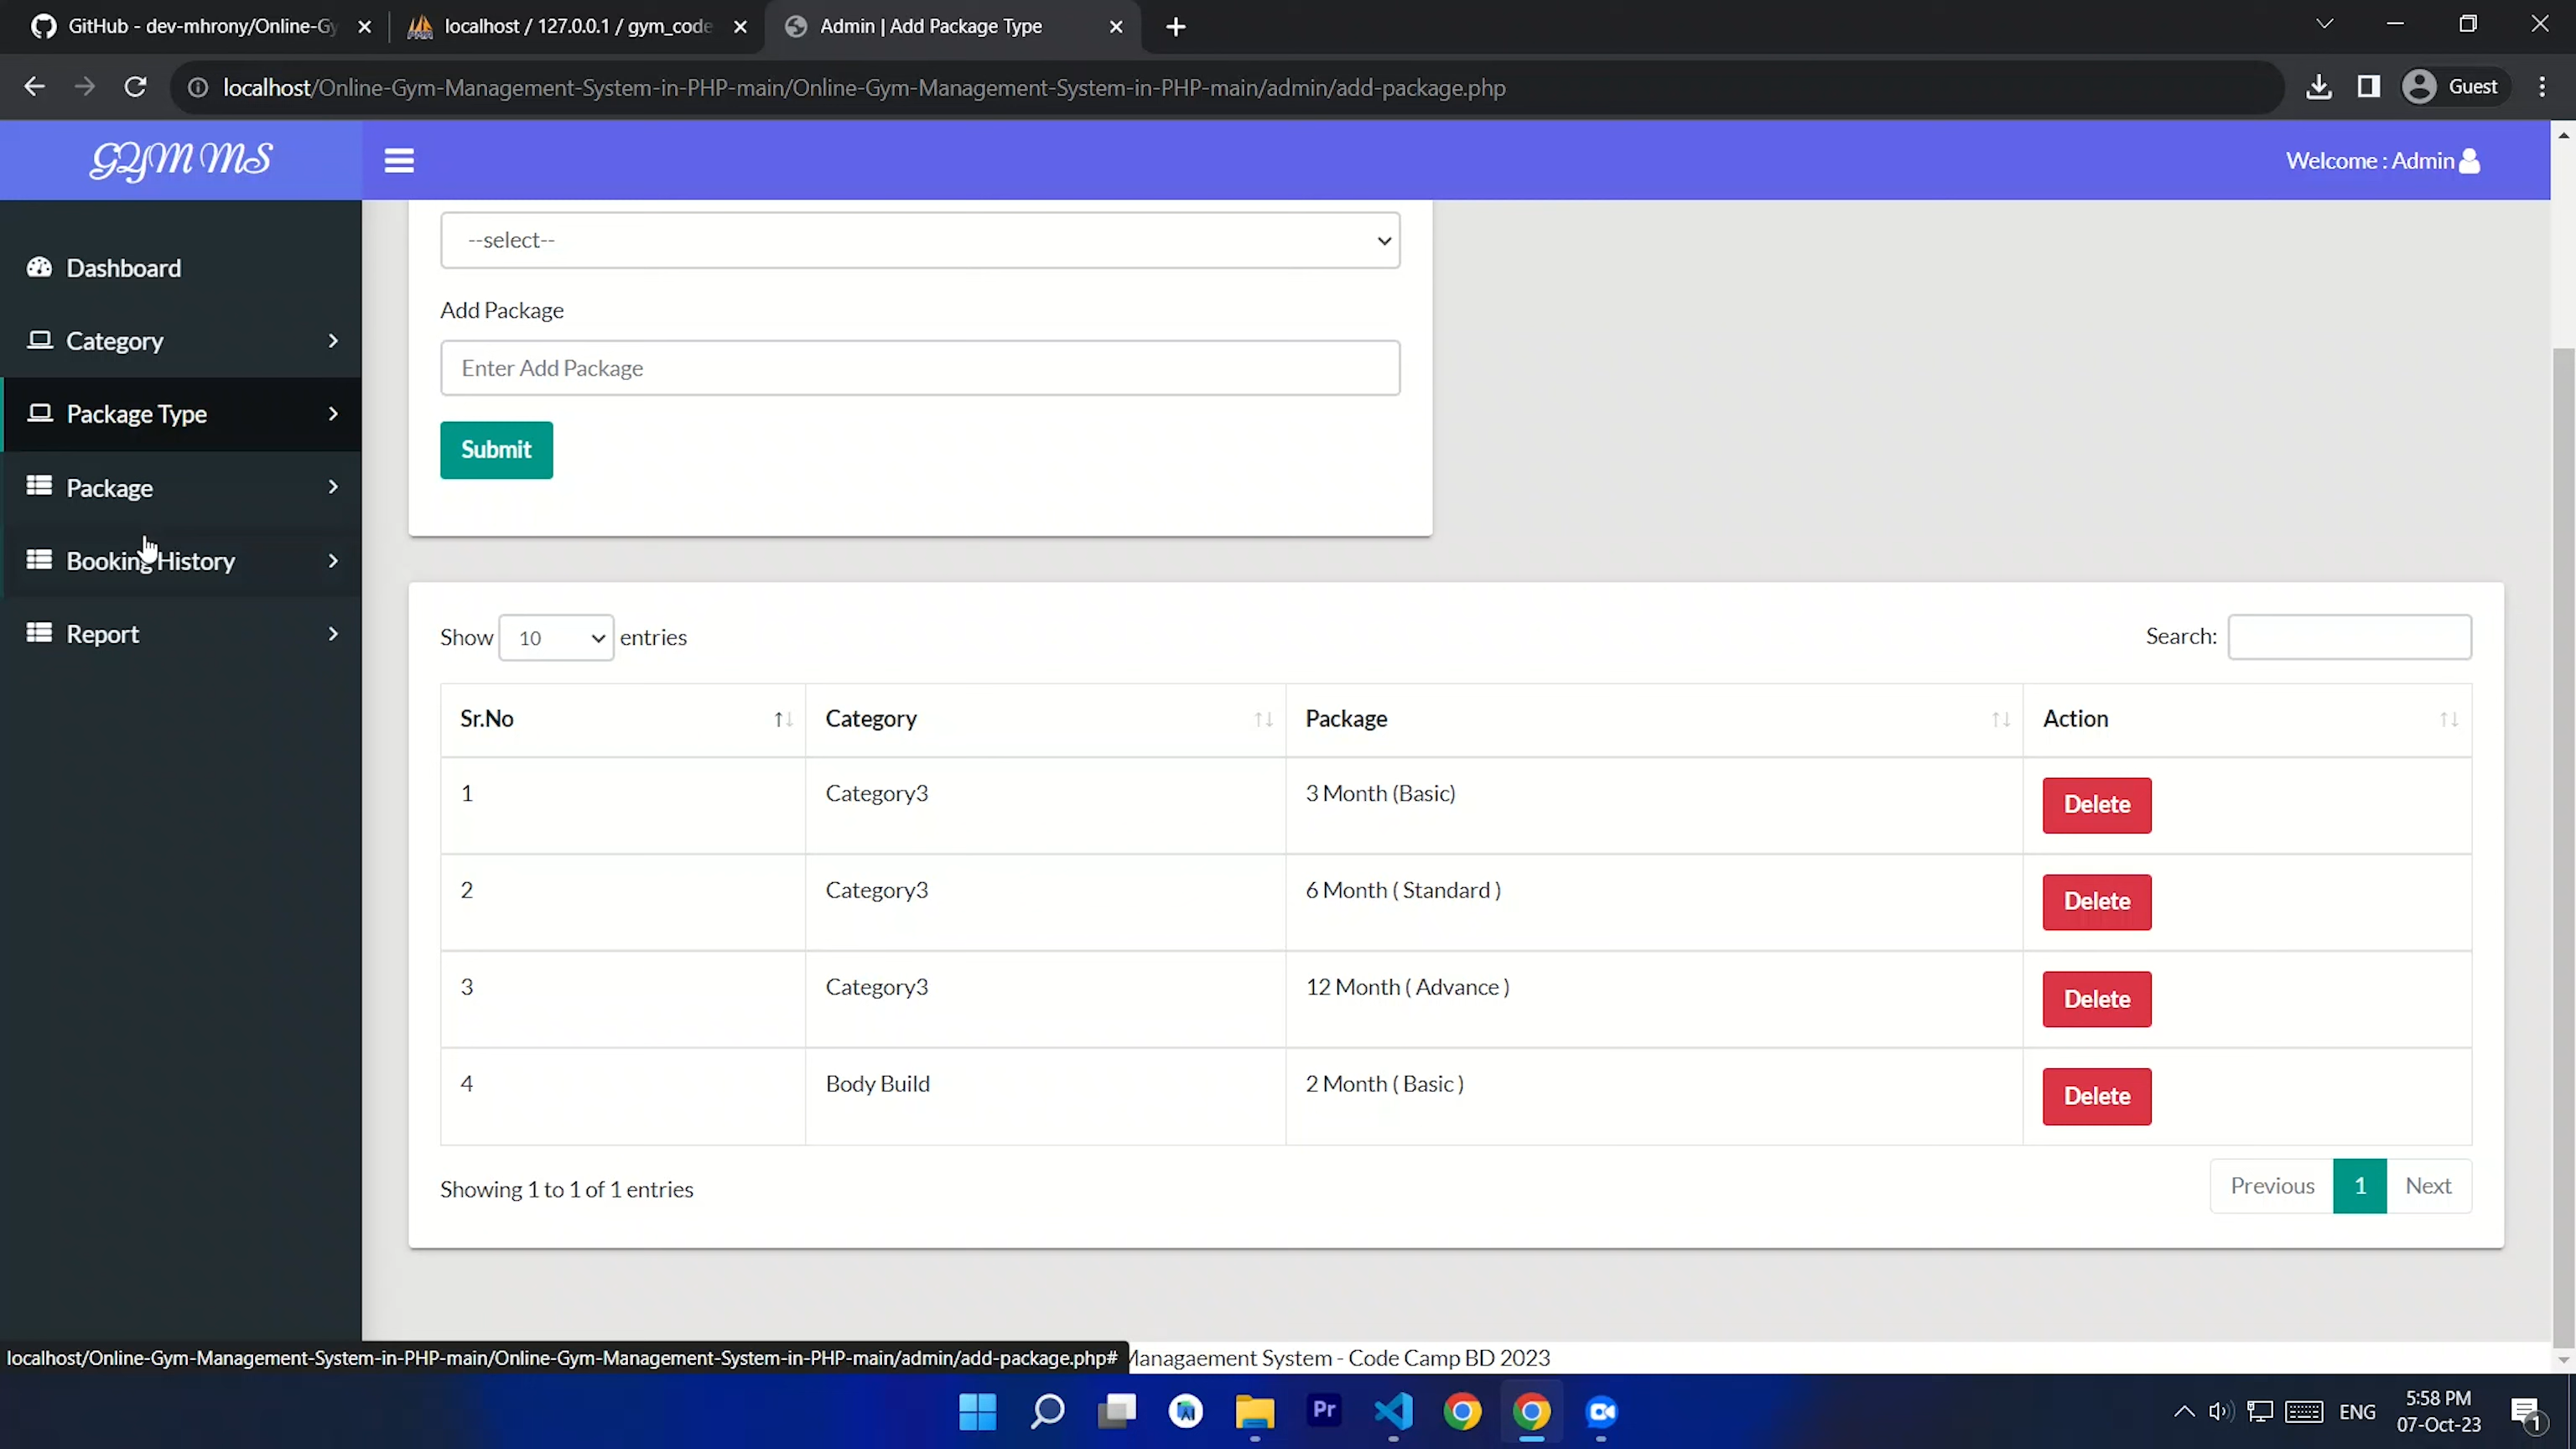 GitHub - dev-mhrony/Online-Gy
localhost / 127.0.0.1 / gym_code
Admin | Add Package Type
localhost/Online-Gym-Management-System-in-PHP-main/Online-Gym-Management-System-in-PHP-main/admin/add-package.php
Guest
GYM MS
Welcome : Admin
Dashboard
Category
Package Type
Package
Booking History
Report
--select--
Add Package
Enter Add Package
Submit
Show 10 entries
Search:
Sr.No Category Package Action
1 Category3 3 Month (Basic) Delete
2 Category3 6 Month ( Standard ) Delete
3 Category3 12 Month ( Advance ) Delete
4 Body Build 2 Month ( Basic ) Delete
Showing 1 to 1 of 1 entries
Previous 1 Next
localhost/Online-Gym-Management-System-in-PHP-main/Online-Gym-Management-System-in-PHP-main/admin/add-package.php#
Managaement System - Code Camp BD 2023
Pr
ENG
5:58 PM
07-Oct-23
1